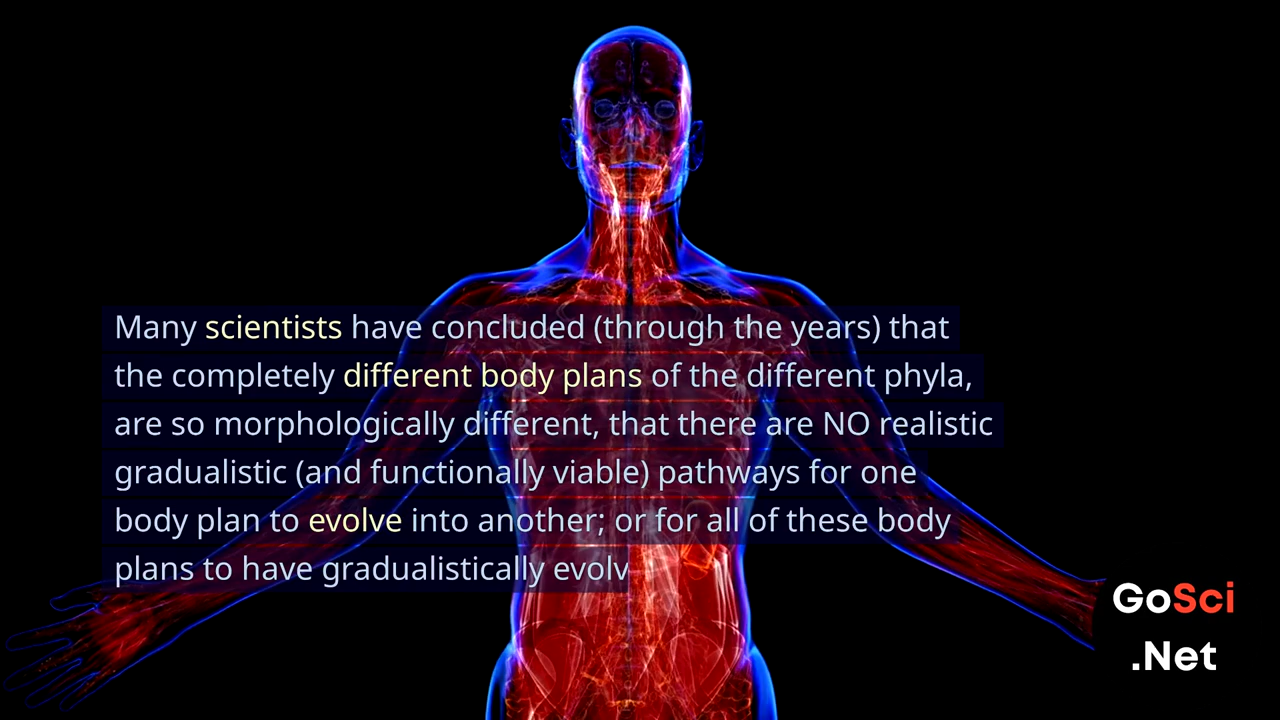 Many scientists have concluded (through the years) that
the completely different body plans of the different phyla,
are so morphologically different, that there are NO realistic
gradualistic (and functionally viable) pathways for one
body plan to evolve into another; or for all of these body
plans to have gradualistically evolv
GoSci
.Net